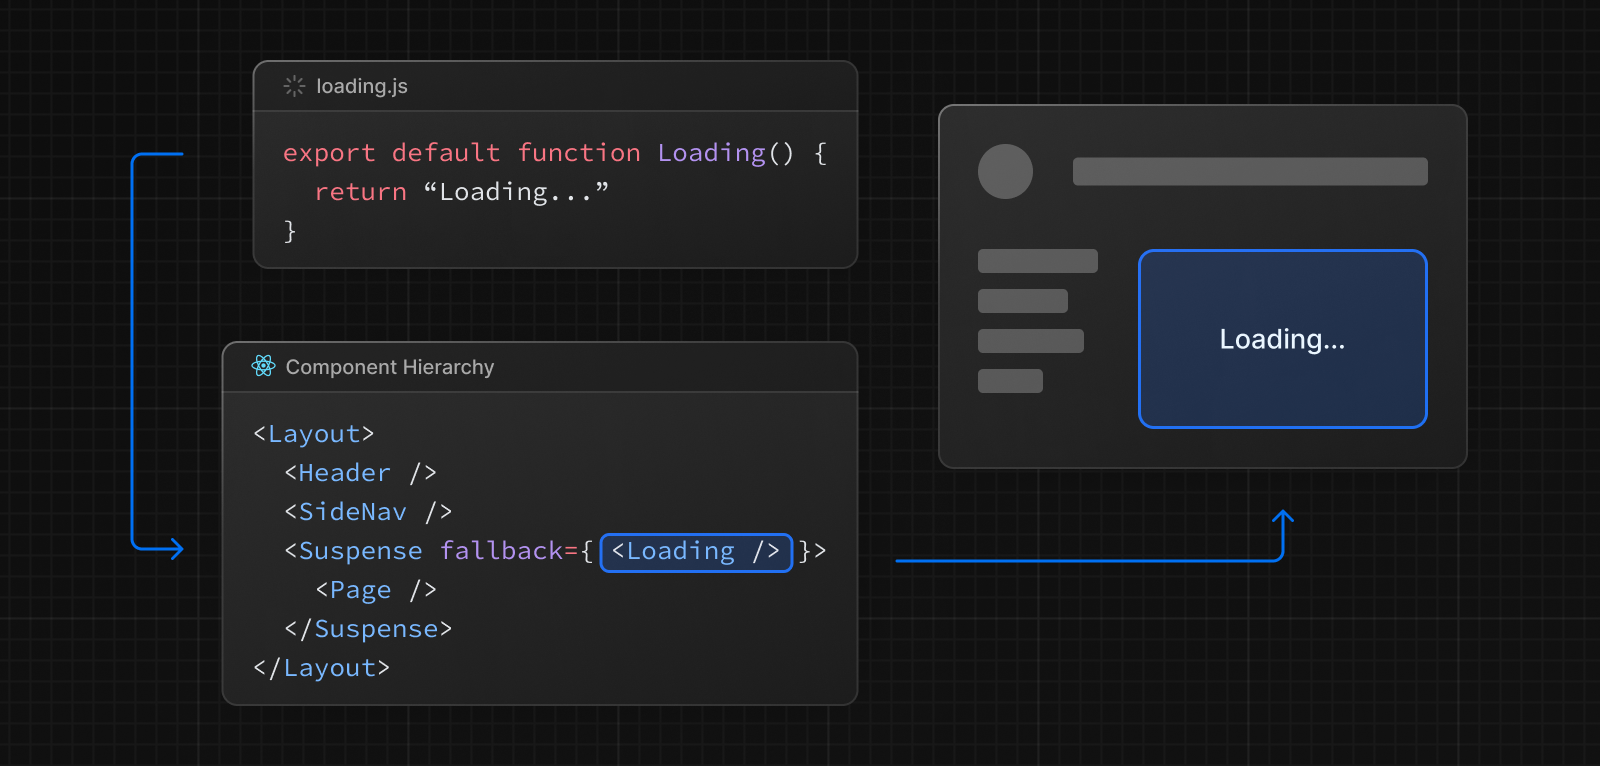 loading.js
export default function Loading() {
return “Loading...”
}
Component Hierarchy
<Layout>
<Header />
<SideNav />
<Suspense fallback={ <Loading /> }>
<Page />
</Suspense>
</Layout>
Loading...